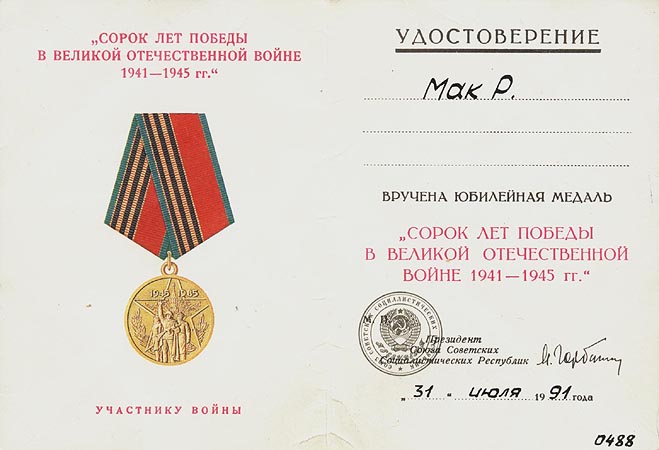 „СОРОК ЛЕТ ПОБЕДЫ
В ВЕЛИКОЙ ОТЕЧЕСТВЕННОЙ ВОЙНЕ
1941—1945 гг.“
1945 1985
УЧАСТНИКУ ВОЙНЫ
УДОСТОВЕРЕНИЕ
Мак Р.
ВРУЧЕНА ЮБИЛЕЙНАЯ МЕДАЛЬ
„СОРОК ЛЕТ ПОБЕДЫ
В ВЕЛИКОЙ ОТЕЧЕСТВЕННОЙ
ВОЙНЕ 1941—1945 гг.“
М. П.
Президент
Союза Советских
Социалистических Республик
„31“ июля 1991 года
0488